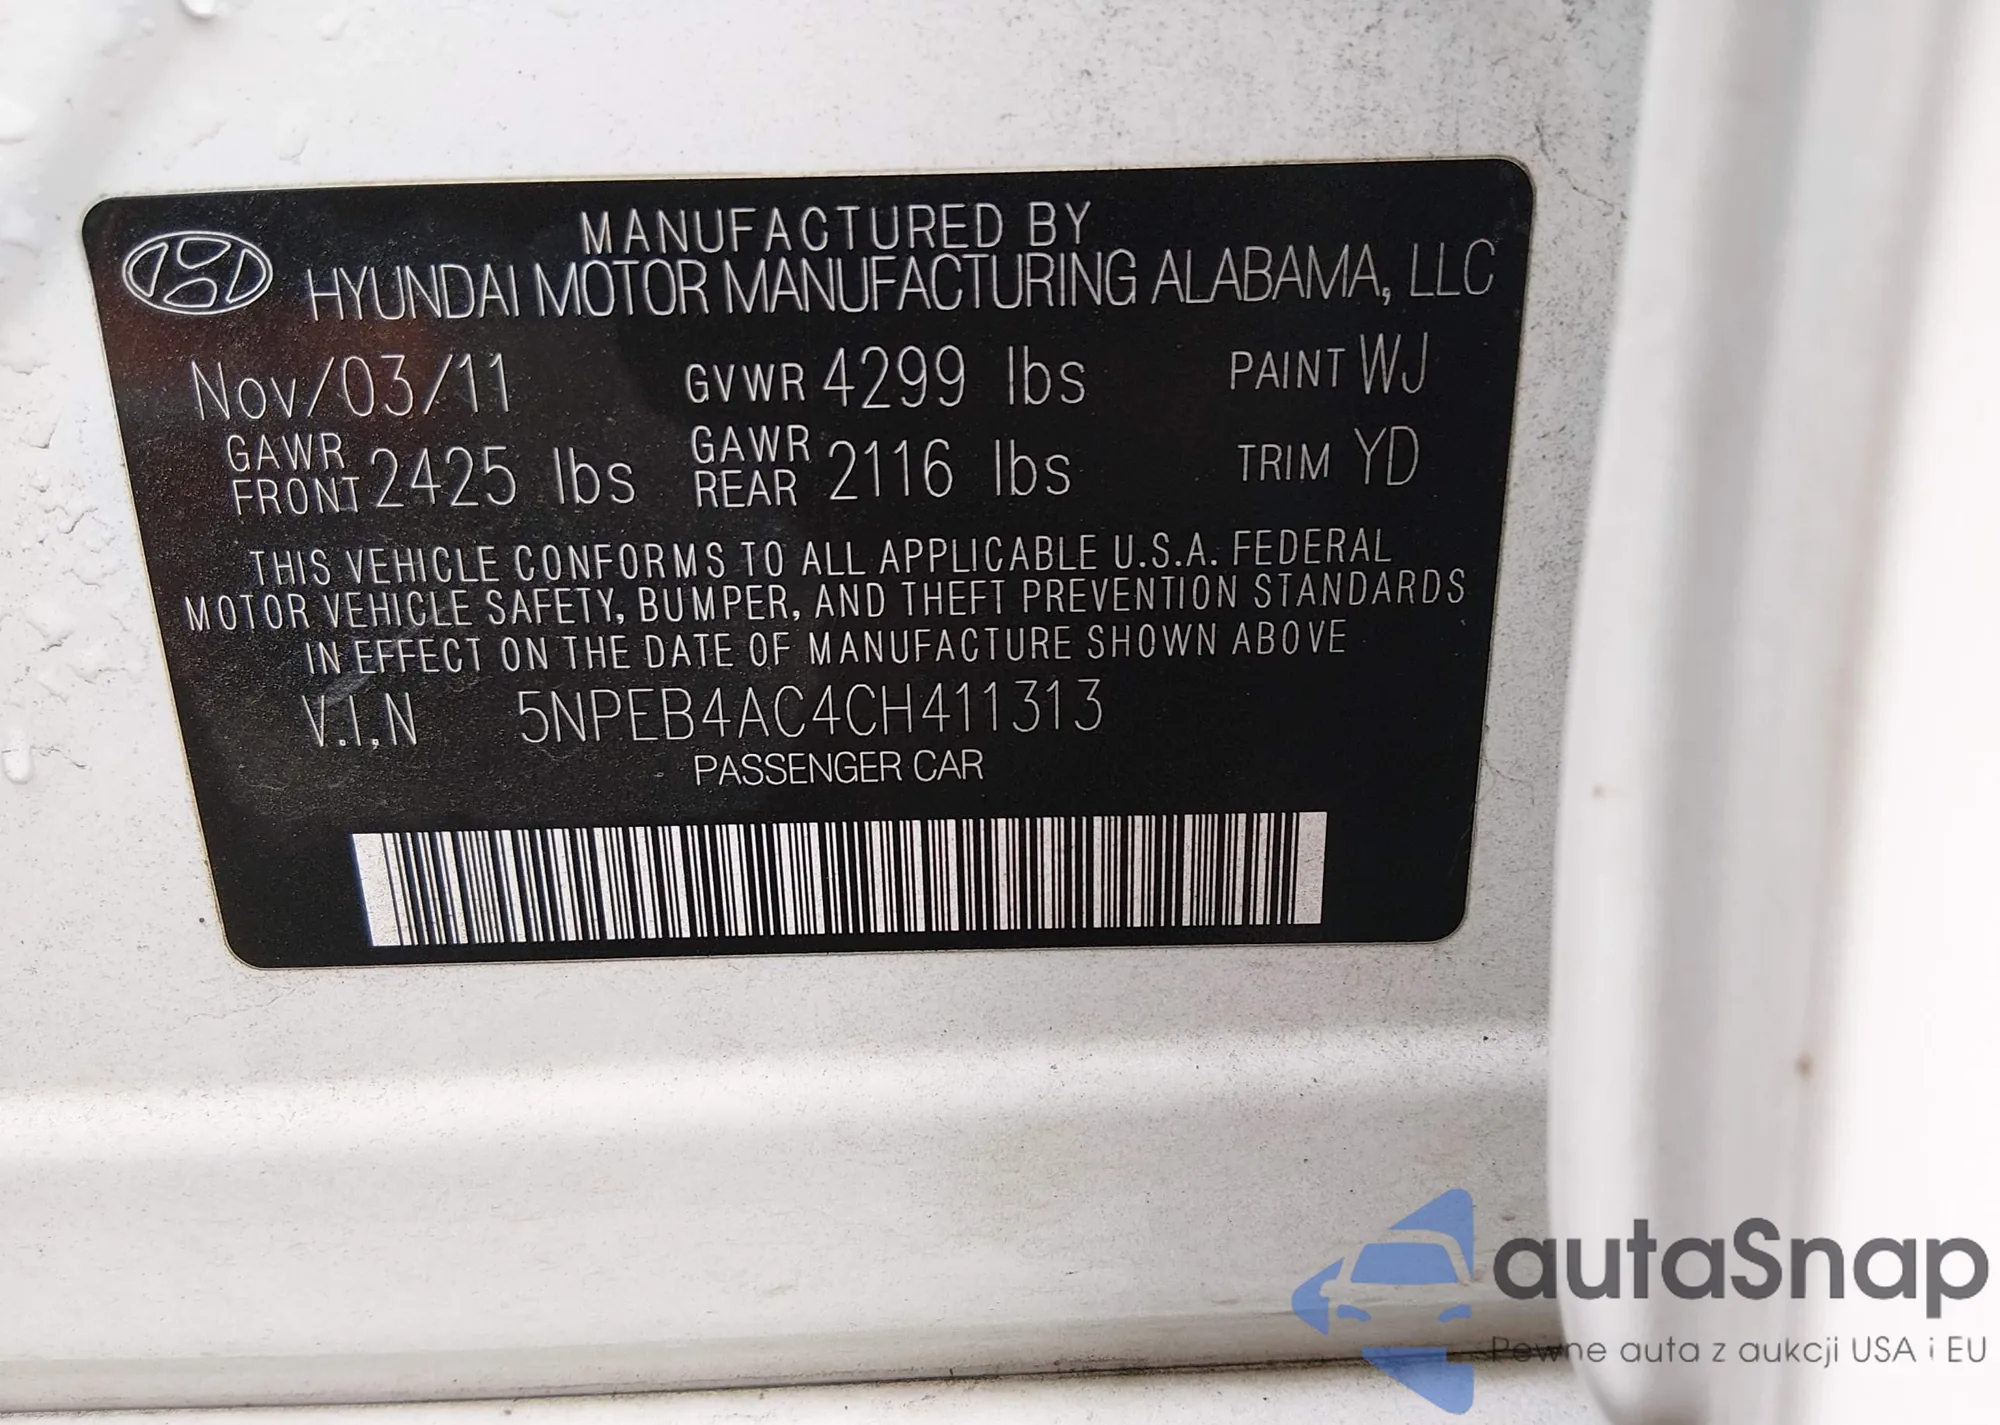 MANUFACTURED BY
HYUNDAI MOTOR MANUFACTURING ALABAMA, LLC
Nov/03/11 GVWR 4299 lbs PAINT WJ
GAWR FRONT 2425 lbs GAWR REAR 2116 lbs TRIM YD
THIS VEHICLE CONFORMS TO ALL APPLICABLE U.S.A. FEDERAL
MOTOR VEHICLE SAFETY, BUMPER, AND THEFT PREVENTION STANDARDS
IN EFFECT ON THE DATE OF MANUFACTURE SHOWN ABOVE
V.I.N 5NPEB4AC4CH411313
PASSENGER CAR
autaSnap
Pewne auta z aukcji USA i EU